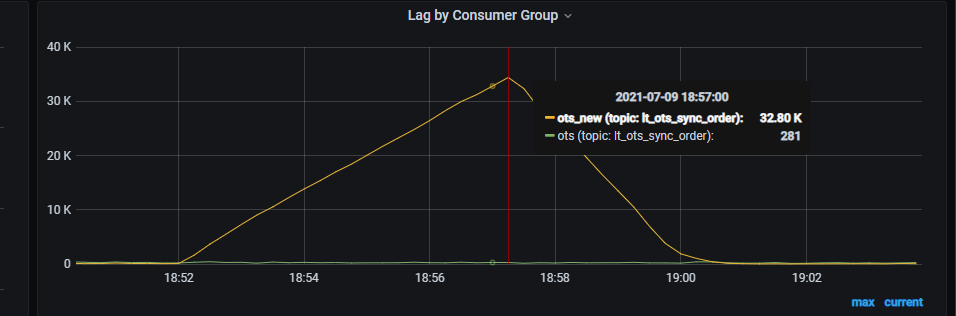 Lag by Consumer Group
40 K
30 K
20 K
10 K
0
2021-07-09 18:57:00
ots_new (topic: lt_ots_sync_order): 32.80 K
ots (topic: lt_ots_sync_order): 281
18:52 18:54 18:56 18:58 19:00 19:02
max current